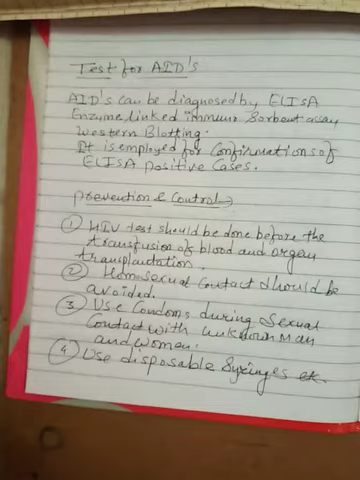 Test for AID's
AID's can be diagnosed by ELISA
Enzyme linked immuno Sorbent assay
Western Blotting.
It is employed for Confirmations of
ELISA positive Cases.
prevention & Control →
① HIV test should be done before the
transfusion of blood and organ
transplantation.
② Homosexual Contact should be
avoided.
③ Use Condoms during Sexual
Contact with unknown Man
and women.
④ Use disposable Syringes etc.